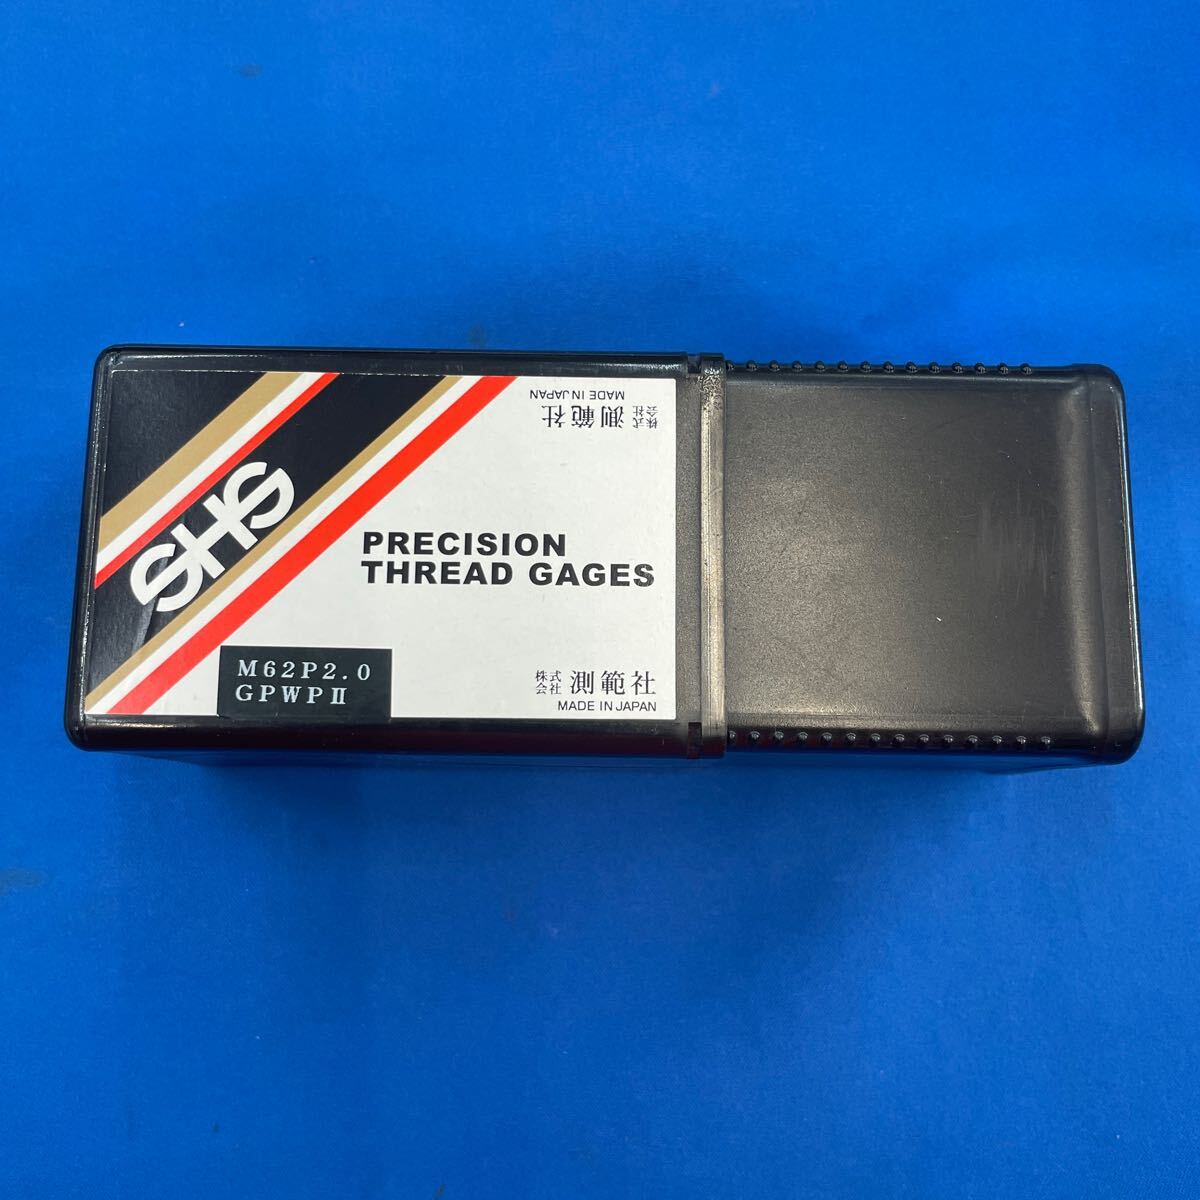 株式
会社 測範社
MADE IN JAPAN
SHS
PRECISION
THREAD GAGES
M62P2.0
GPWPⅡ
株式
会社 測範社
MADE IN JAPAN